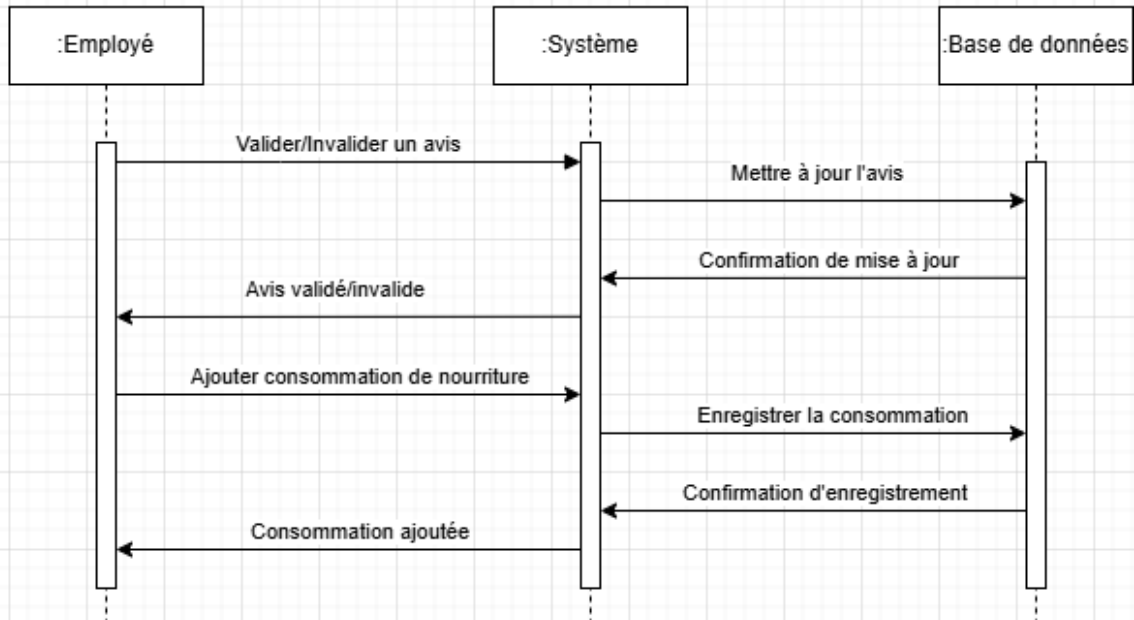 :Employé
:Système
:Base de données
Valider/Invalider un avis
Mettre à jour l'avis
Confirmation de mise à jour
Avis validé/invalide
Ajouter consommation de nourriture
Enregistrer la consommation
Confirmation d'enregistrement
Consommation ajoutée